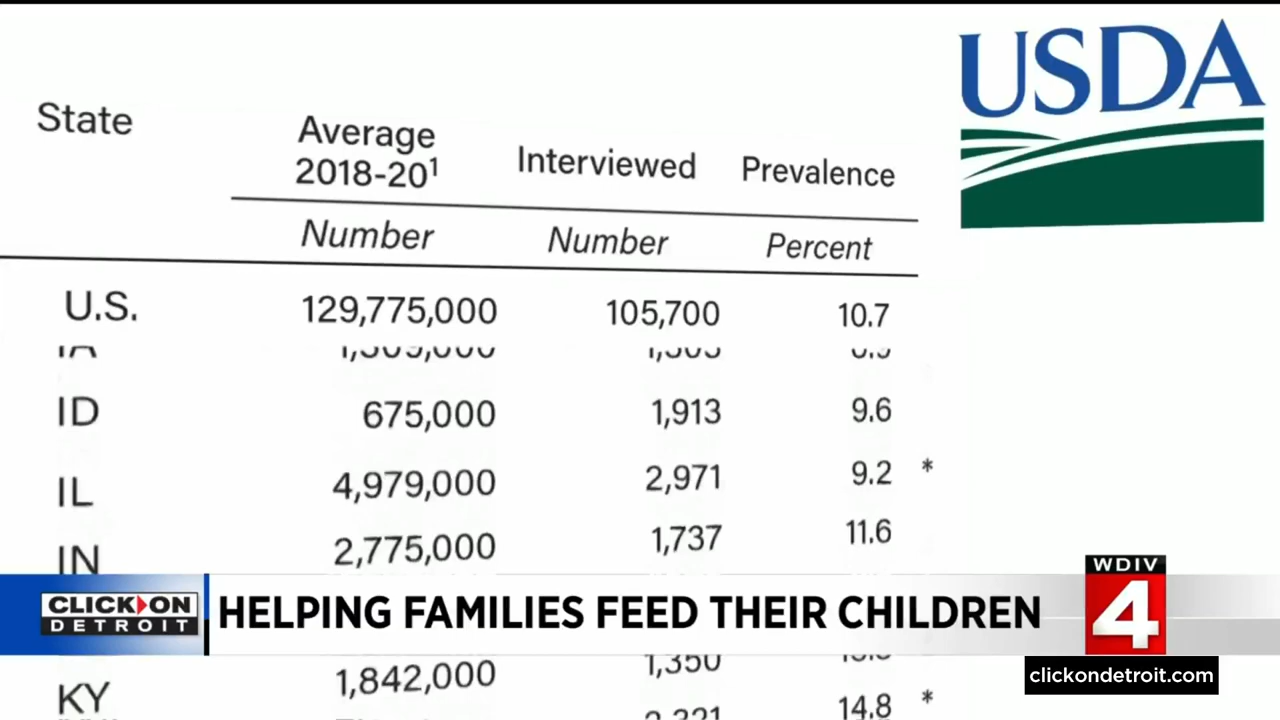 USDA
State
Average
2018-20¹
Interviewed
Prevalence
Number
Number
Percent
U.S. 129,775,000 105,700 10.7
ID 675,000 1,913 9.6
IL 4,979,000 2,971 9.2 *
IN 2,775,000 1,737 11.6
CLICK ON
DETROIT
HELPING FAMILIES FEED THEIR CHILDREN
WDIV
4
clickondetroit.com
1,350
KY 1,842,000 14.8 *